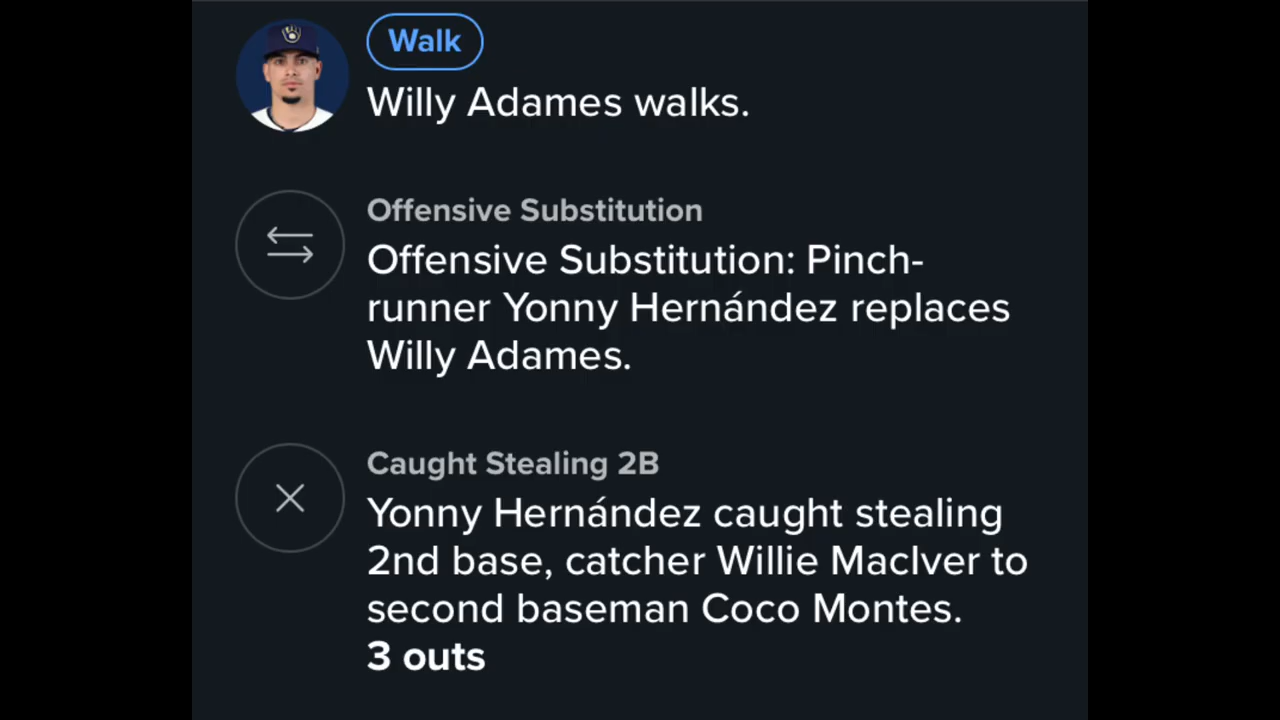 Walk
Willy Adames walks.
Offensive Substitution
Offensive Substitution: Pinch-
runner Yonny Hernández replaces
Willy Adames.
Caught Stealing 2B
Yonny Hernández caught stealing
2nd base, catcher Willie MacIver to
second baseman Coco Montes.
3 outs